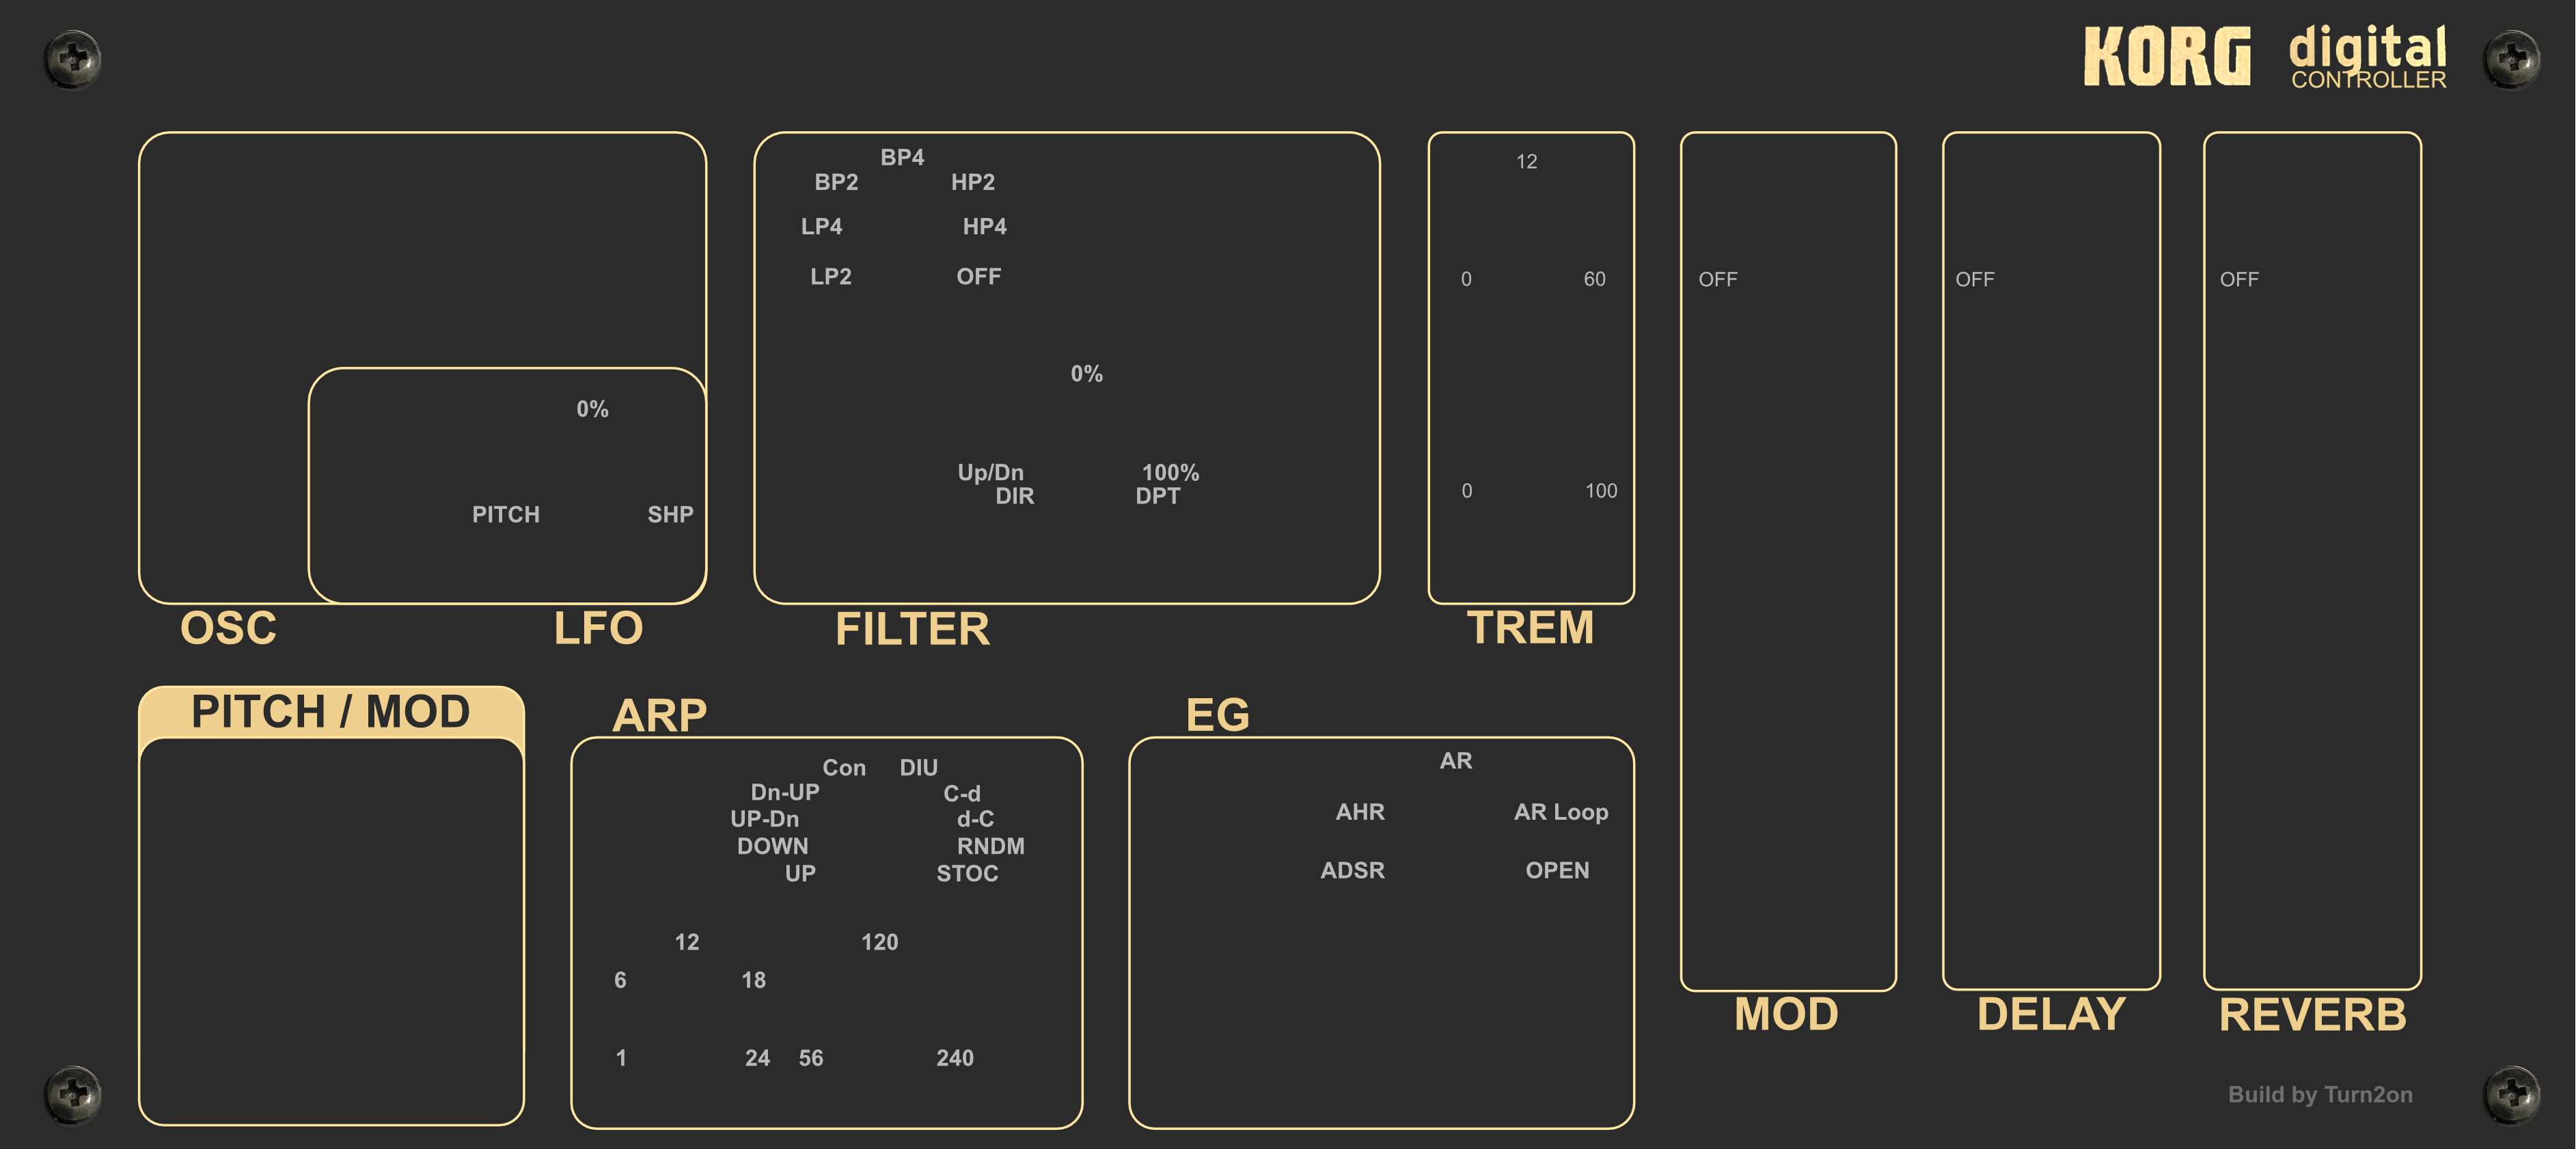 KORG digital
CONTROLLER
BP4
BP2 HP2
LP4 HP4
LP2 OFF
0%
Up/Dn 100%
DIR DPT
0%
PITCH SHP
12
0 60
0 100
OFF
OFF
OFF
OSC LFO FILTER TREM
PITCH / MOD
ARP
Con DIU
Dn-UP C-d
UP-Dn d-C
DOWN RNDM
UP STOC
12 120
6 18
1 24 56 240
EG
AR
AHR AR Loop
ADSR OPEN
MOD DELAY REVERB
Build by Turn2on